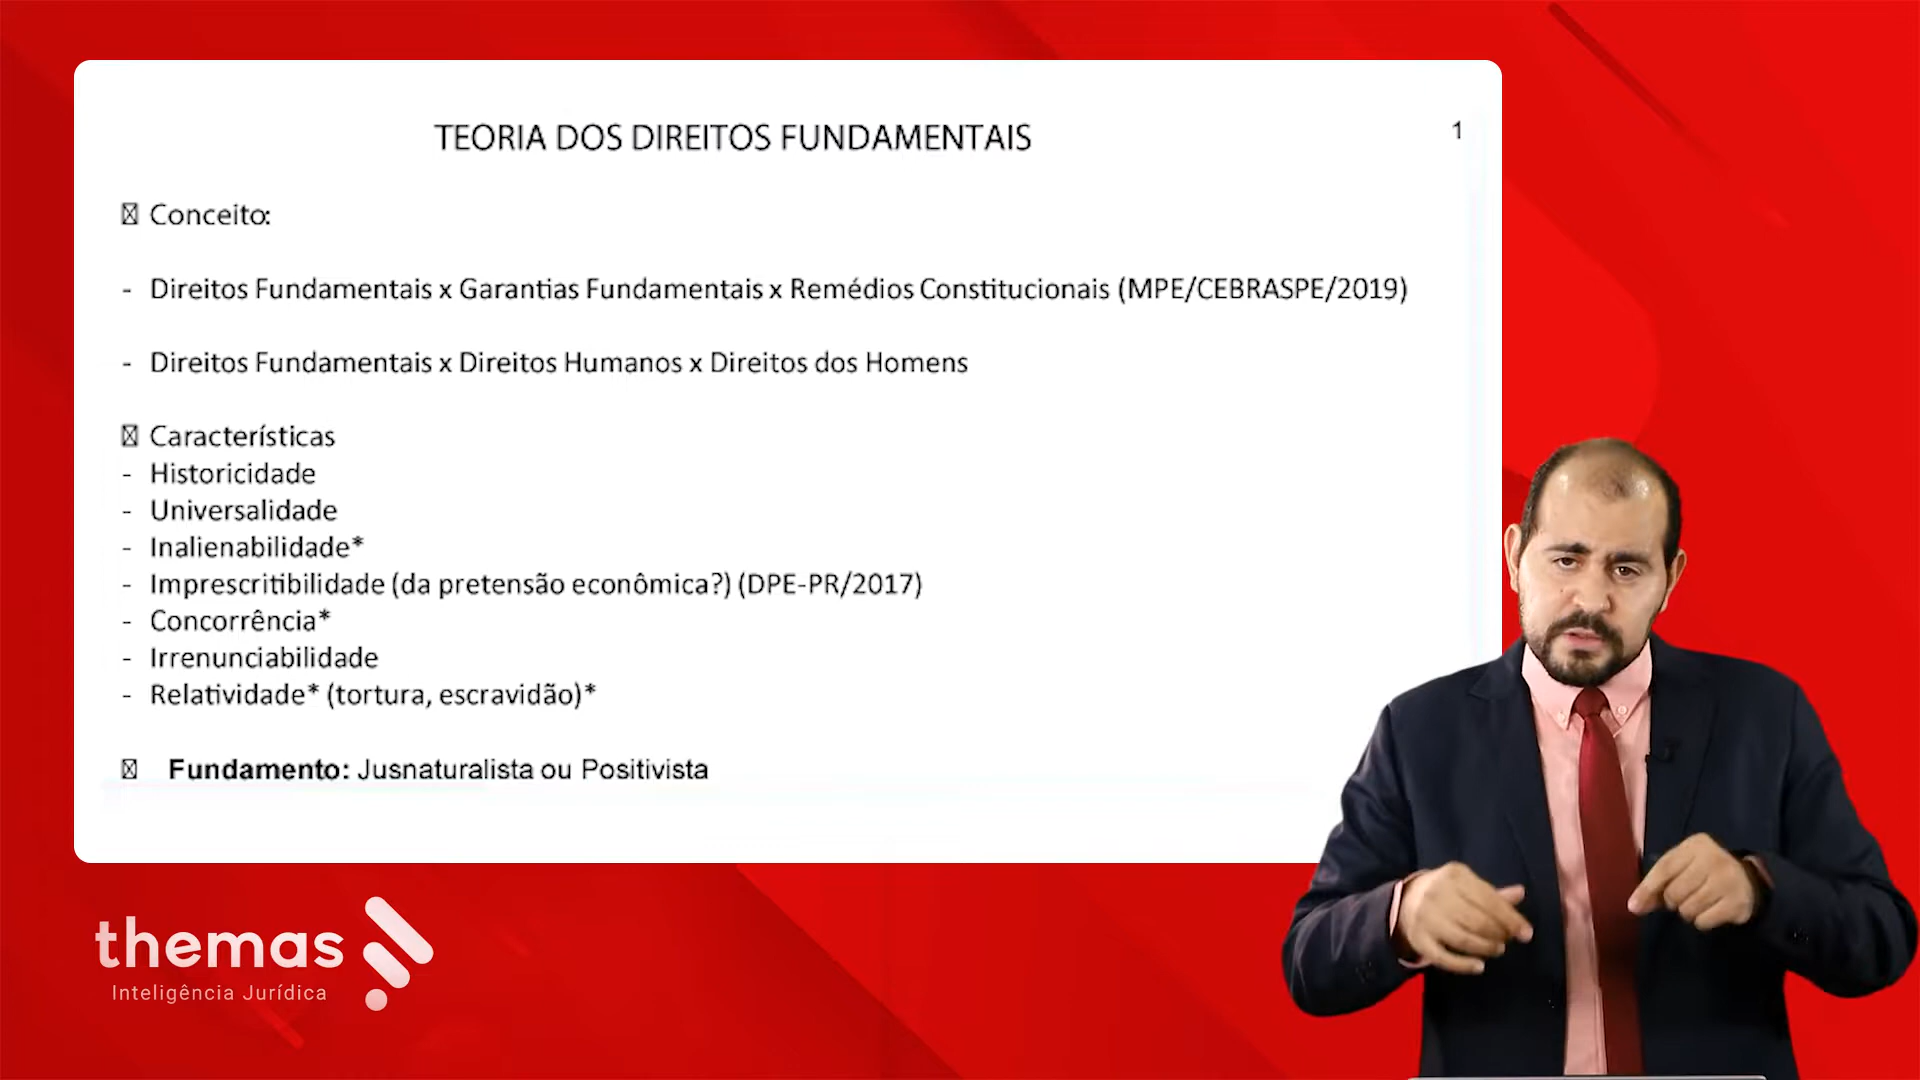 TEORIA DOS DIREITOS FUNDAMENTAIS
1
Conceito:
- Direitos Fundamentais x Garantias Fundamentais x Remédios Constitucionais (MPE/CEBRASPE/2019)
- Direitos Fundamentais x Direitos Humanos x Direitos dos Homens
Características
- Historicidade
- Universalidade
- Inalienabilidade*
- Imprescritibilidade (da pretensão econômica?) (DPE-PR/2017)
- Concorrência*
- Irrenunciabilidade
- Relatividade* (tortura, escravidão)*
Fundamento: Jusnaturalista ou Positivista
themas
Inteligência Jurídica